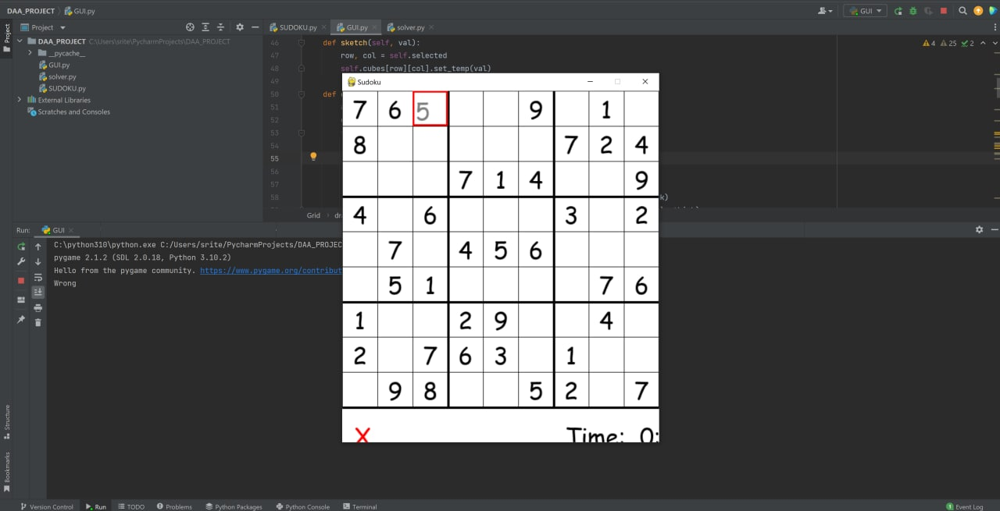 DAA_PROJECT GUI.py GUI
Project SUDOKU.py GUI.py solver.py
DAA_PROJECT C:\Users\srite\PycharmProjects\DAA_PROJECT
__pycache__
GUI.py
solver.py
SUDOKU.py
External Libraries
Scratches and Consoles
Project
46 def sketch(self, val):
4 25 2
47 row, col = self.selected
48 self.cubes[row][col].set_temp(val)
49
50 def
51
52
53
54
55
56
57
58 k)
Grid
Sudoku
7 6 5 9 1
8 7 2 4
7 1 4 9
4 6 3 2
7 4 5 6
5 1 7 6
1 2 9 4
2 7 6 3 1
9 8 5 2 7
X Time: 0:
Run: GUI
C:\python310\python.exe C:/Users/srite/PycharmProjects/DAA_PROJEC
pygame 2.1.2 (SDL 2.0.18, Python 3.10.2)
Hello from the pygame community. https://www.pygame.org/contribut
Wrong
Structure
Bookmarks
Version Control Run TODO Problems Python Packages Python Console Terminal 1 Event Log